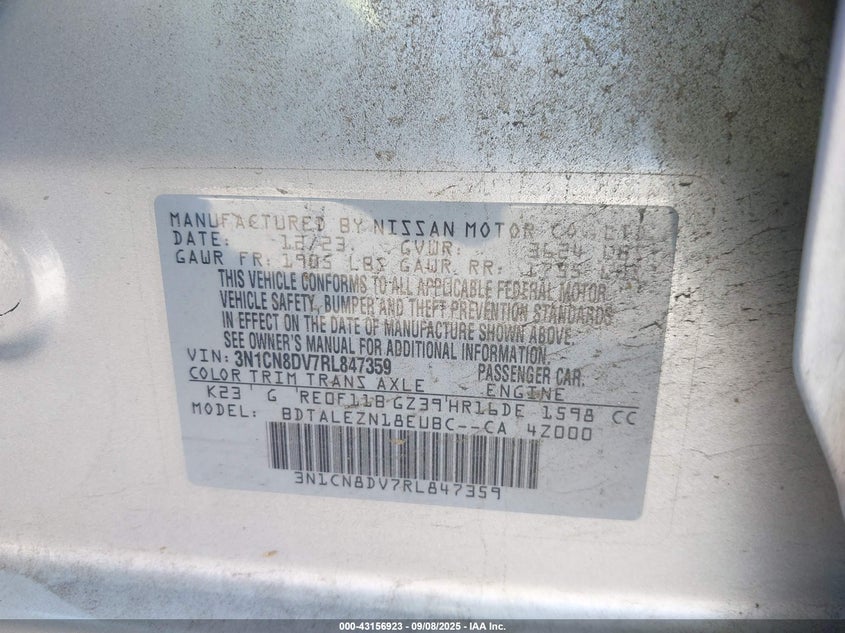 MANUFACTURED BY NISSAN MOTOR CO.,
DATE: 12/23 GVWR: 3624
GAWR FR: 1905 LBS GAWR RR: 1795
THIS VEHICLE CONFORMS TO ALL APPLICABLE FEDERAL MOTOR
VEHICLE SAFETY, BUMPER AND THEFT PREVENTION STANDARDS
IN EFFECT ON THE DATE OF MANUFACTURE SHOWN ABOVE.
SEE OWNER'S MANUAL FOR ADDITIONAL INFORMATION.
VIN: 3N1CN8DV7RL847359 PASSENGER CAR.
COLOR TRIM TRANS AXLE ENGINE
K23 G RE0F11B GZ39 HR16DE 1598 CC
MODEL: BDTALEZN18EUBC--CA 4Z000
3N1CN8DV7RL847359
000-43156923 - 09/08/2025 - IAA Inc.